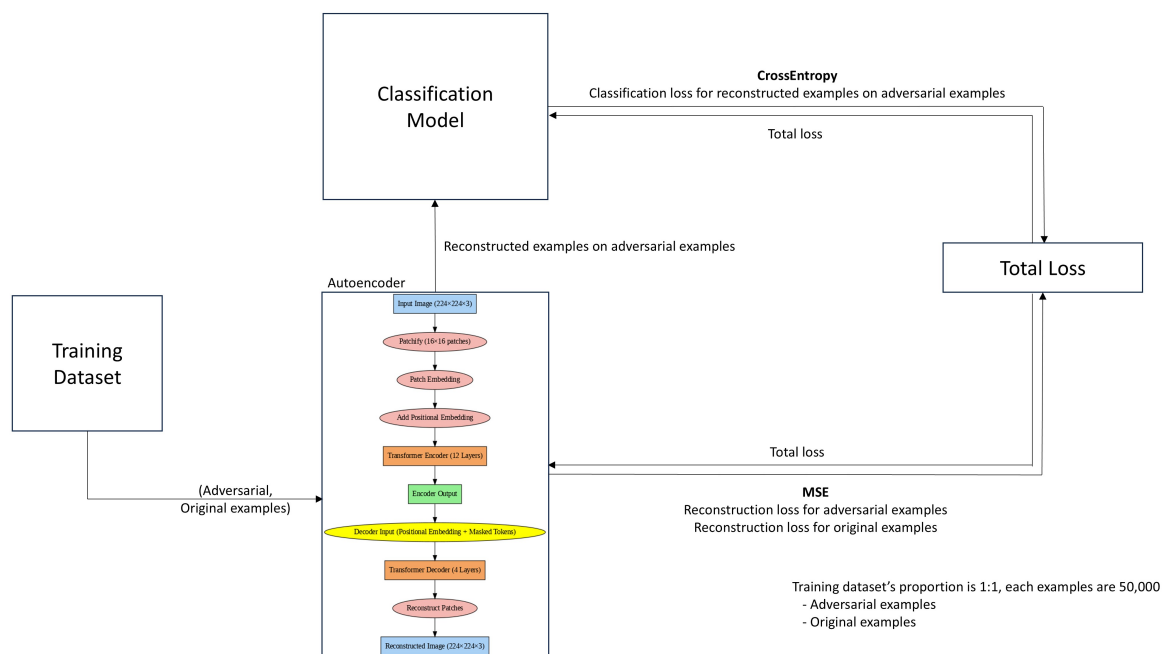 Classification
Model
CrossEntropy
Classification loss for reconstructed examples on adversarial examples
Total loss
Reconstructed examples on adversarial examples
Total Loss
Autoencoder
Training
Dataset
(Adversarial,
Original examples)
Input Image (224×224×3)
Patchify (16×16 patches)
Patch Embedding
Add Positional Embedding
Transformer Encoder (12 Layers)
Encoder Output
Decoder Input (Positional Embedding + Masked Tokens)
Transformer Decoder (4 Layers)
Reconstruct Patches
Reconstructed Image (224×224×3)
Total loss
MSE
Reconstruction loss for adversarial examples
Reconstruction loss for original examples
Training dataset's proportion is 1:1, each examples are 50,000
- Adversarial examples
- Original examples